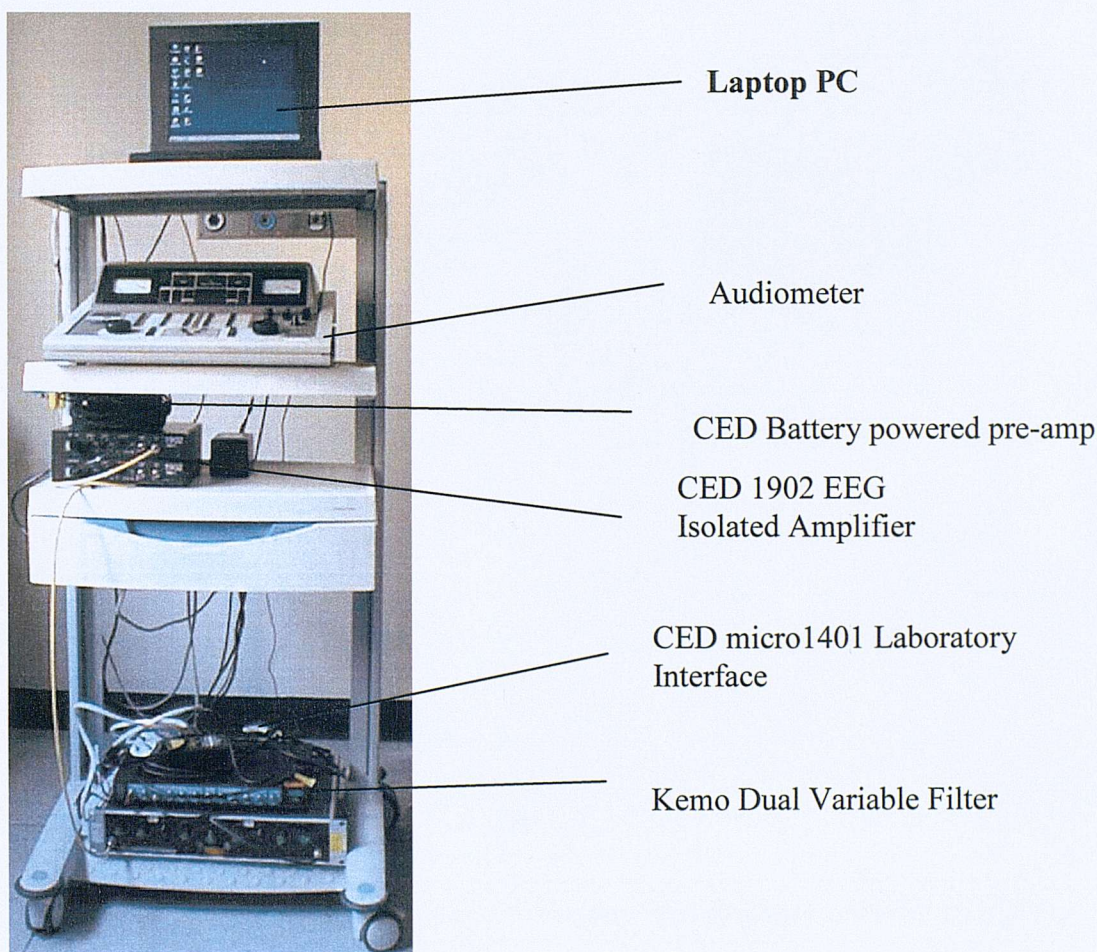 Laptop PC
Audiometer
CED Battery powered pre-amp
1902
CED 1902 EEG
Isolated Amplifier
CED micro1401 Laboratory
Interface
Kemo Dual Variable Filter